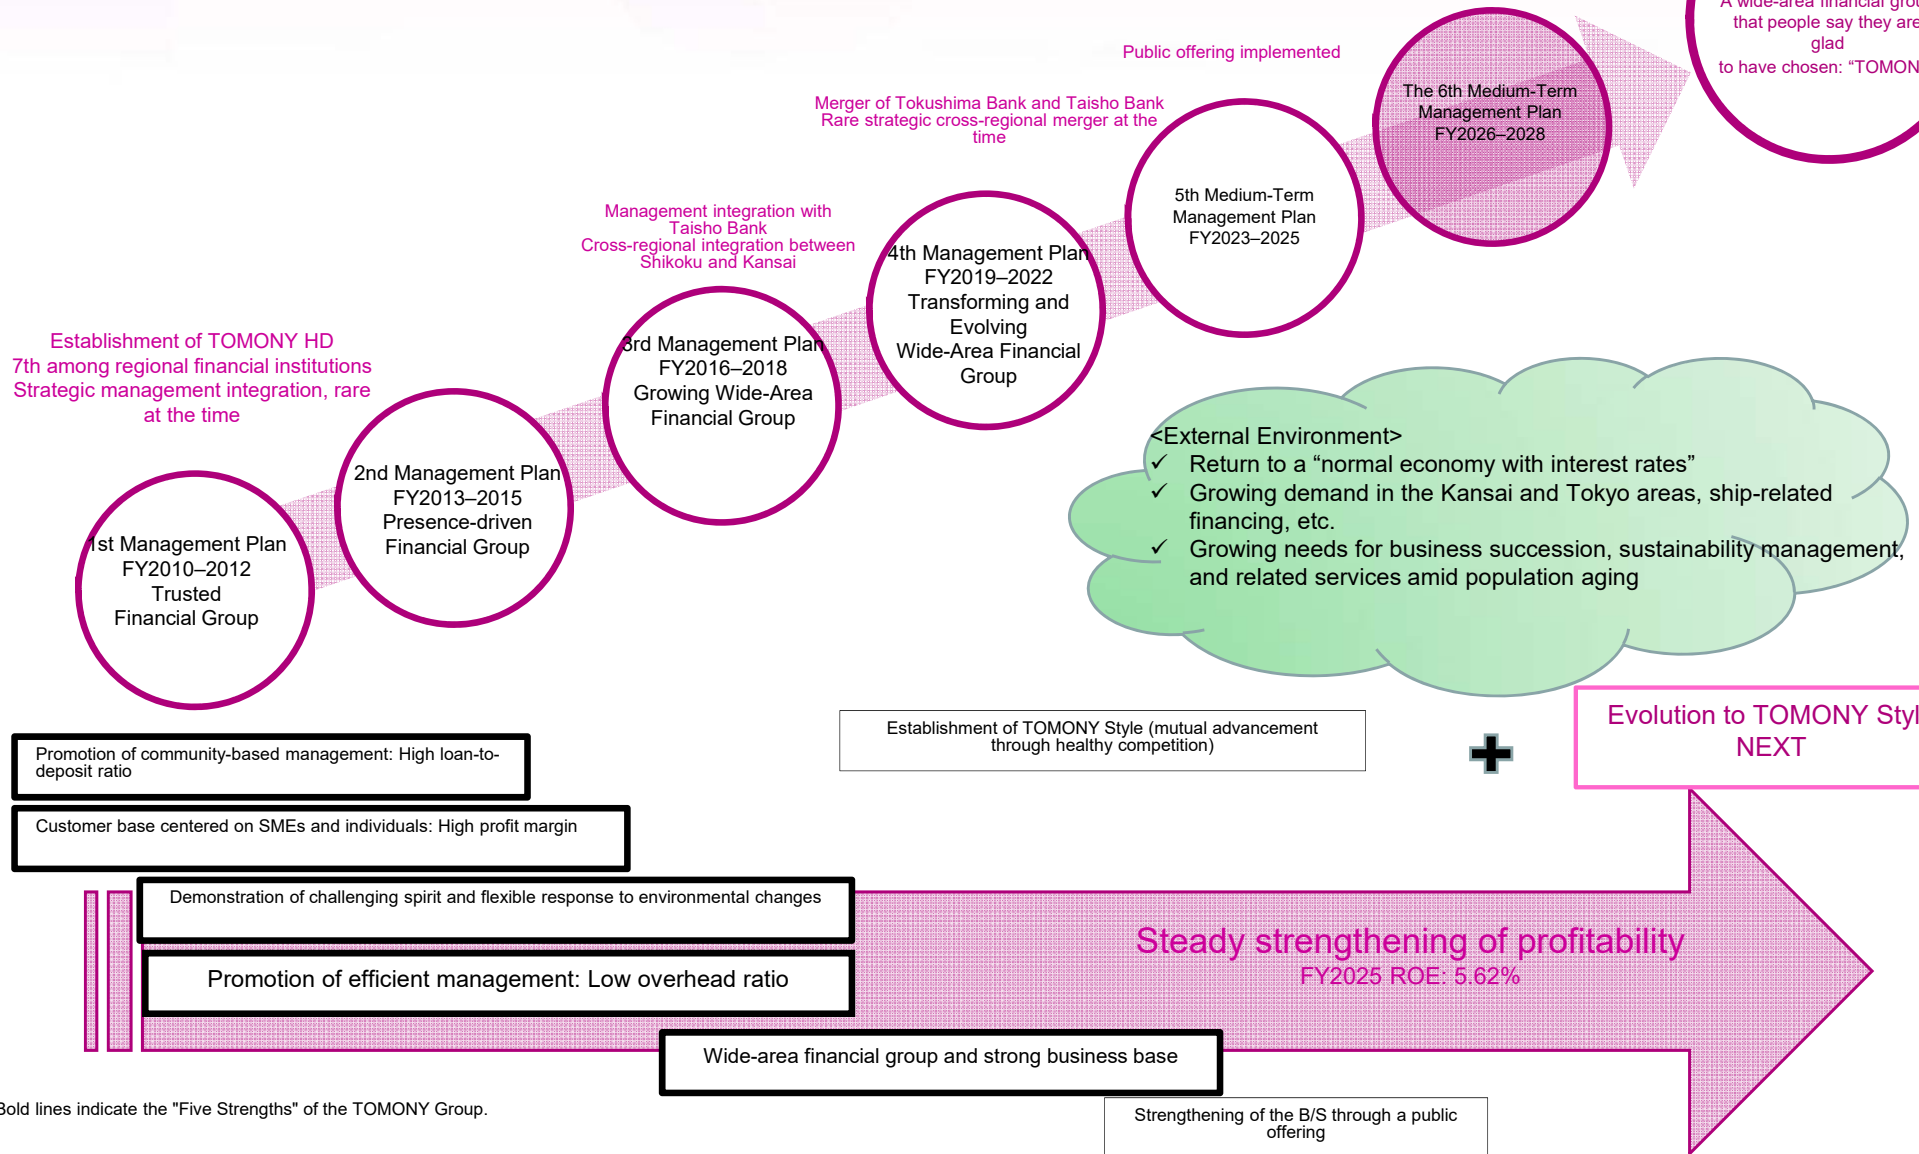 A wide-area financial
that people say they are
glad
to have chosen:
Public offering implemented
The 6th Medium-Term
Management Plan
FY2026–2028
Merger of Tokushima Bank and Taisho Bank
Rare strategic cross-regional merger at the
time
5th Medium-Term
Management Plan
FY2023–2025
Management integration with
Taisho Bank
Cross-regional integration between
Shikoku and Kansai
4th Management Plan
FY2019–2022
Transforming and
Evolving
Wide-Area Financial
Group
Establishment of TOMONY HD
7th among regional financial institutions
Strategic management integration, rare
at the time
3rd Management Plan
FY2016–2018
Growing Wide-Area
Financial Group
2nd Management Plan
FY2013–2015
Presence-driven
Financial Group
1st Management Plan
FY2010–2012
Trusted
Financial Group
<External Environment>
✓ Return to a “normal economy with interest rates”
✓ Growing demand in the Kansai and Tokyo areas, ship-related
financing, etc.
✓ Growing needs for business succession, sustainability management,
and related services amid population aging
Establishment of TOMONY Style (mutual advancement
through healthy competition)
Evolution to TOMONY
NEXT
Promotion of community-based management: High loan-to-
deposit ratio
Customer base centered on SMEs and individuals: High profit margin
Demonstration of challenging spirit and flexible response to environmental changes
Promotion of efficient management: Low overhead ratio
Steady strengthening of profitability
FY2025 ROE: 5.62%
Wide-area financial group and strong business base
Strengthening of the B/S through a public
offering
Bold lines indicate the "Five Strengths" of the TOMONY Group.